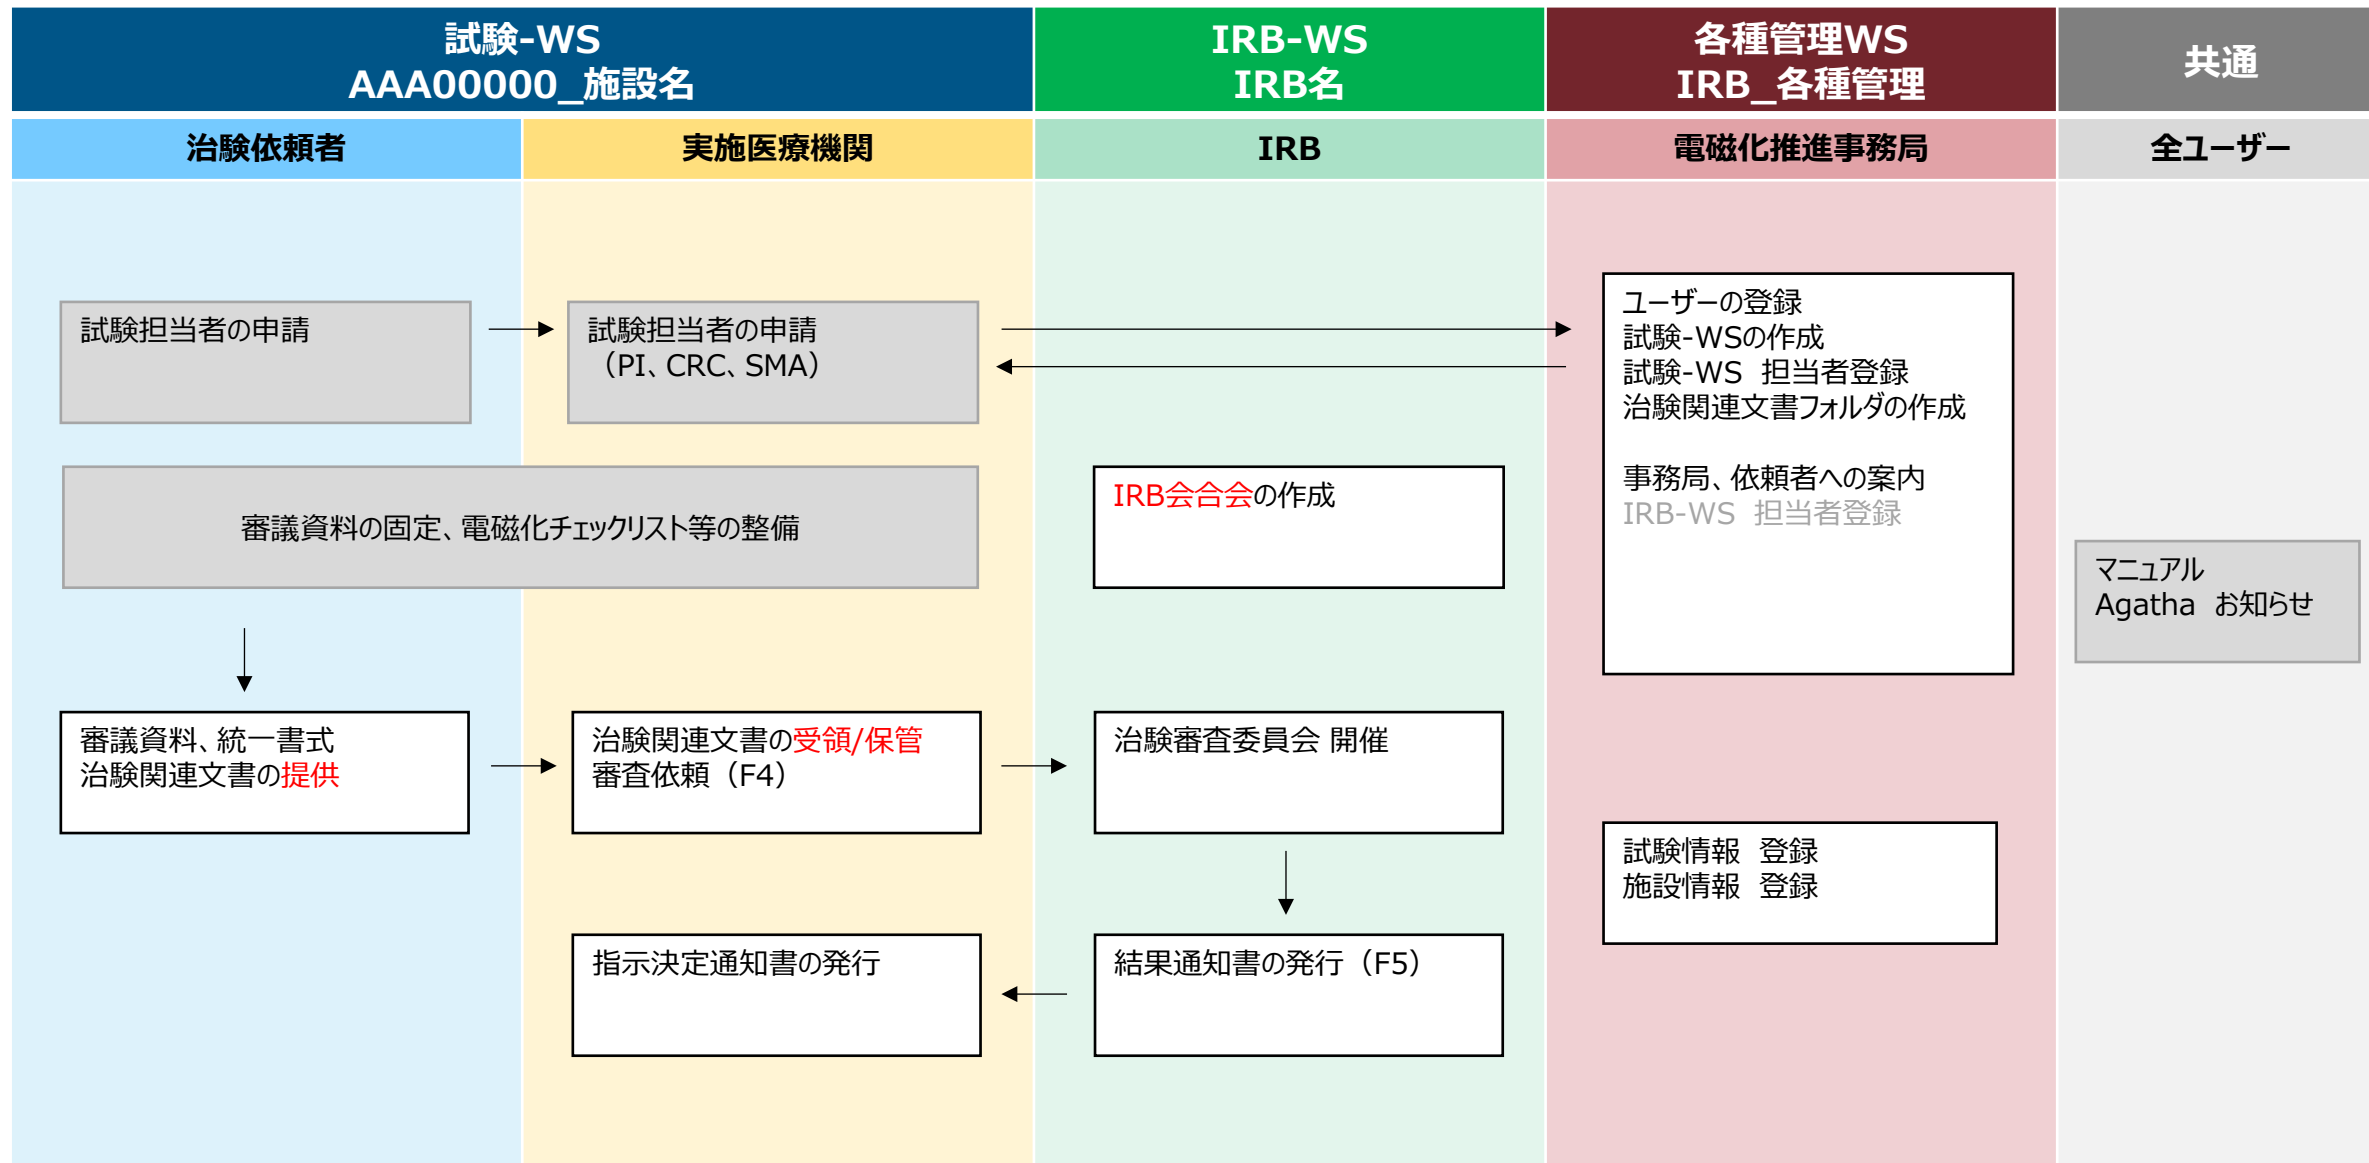 試験-WS
AAA00000_施設名
IRB-WS
IRB名
各種管理WS
IRB_各種管理
共通
治験依頼者
実施医療機関
IRB
電磁化推進事務局
全ユーザー
試験担当者の申請
試験担当者の申請
（PI、CRC、SMA）
ユーザーの登録
試験-WSの作成
試験-WS 担当者登録
治験関連文書フォルダの作成
事務局、依頼者への案内
IRB-WS 担当者登録
審議資料の固定、電磁化チェックリスト等の整備
IRB会合会の作成
マニュアル
Agatha お知らせ
審議資料、統一書式
治験関連文書の提供
治験関連文書の受領/保管
審査依頼（F4）
治験審査委員会 開催
試験情報 登録
施設情報 登録
指示決定通知書の発行
結果通知書の発行（F5）